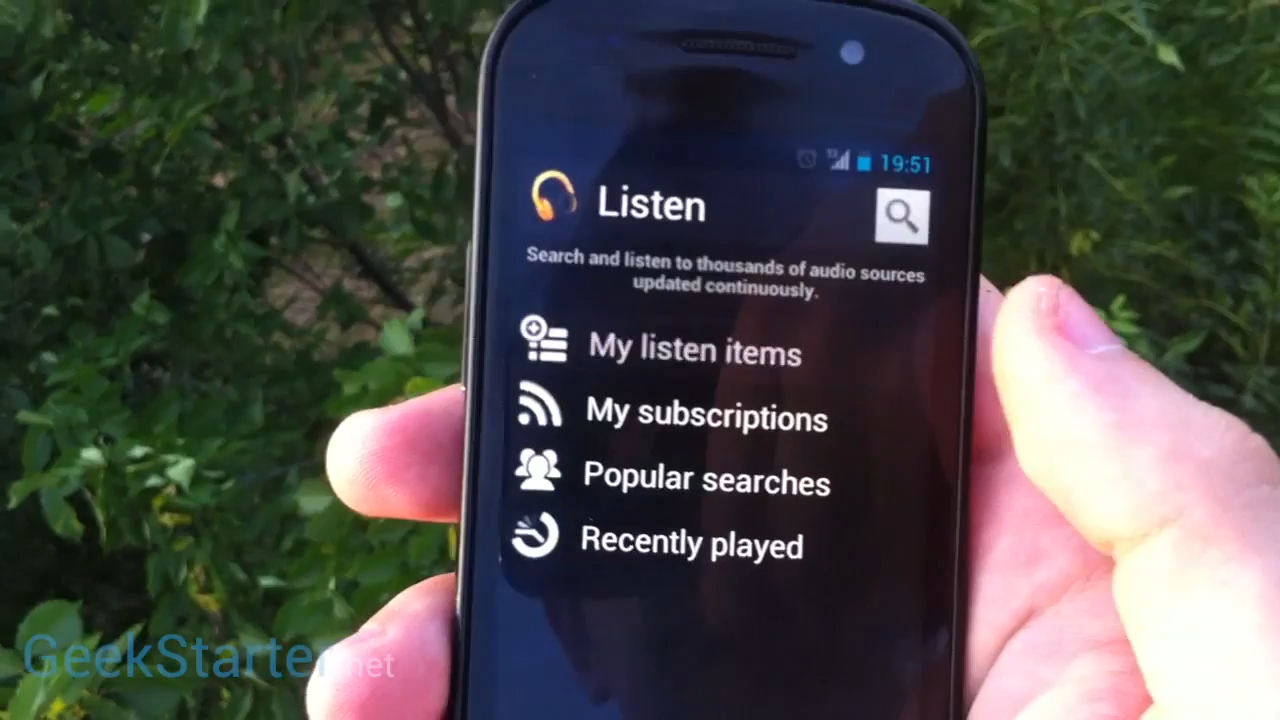 19:51
Listen
Search and listen to thousands of audio sources
updated continuously.
My listen items
My subscriptions
Popular searches
Recently played
GeekStarter.net